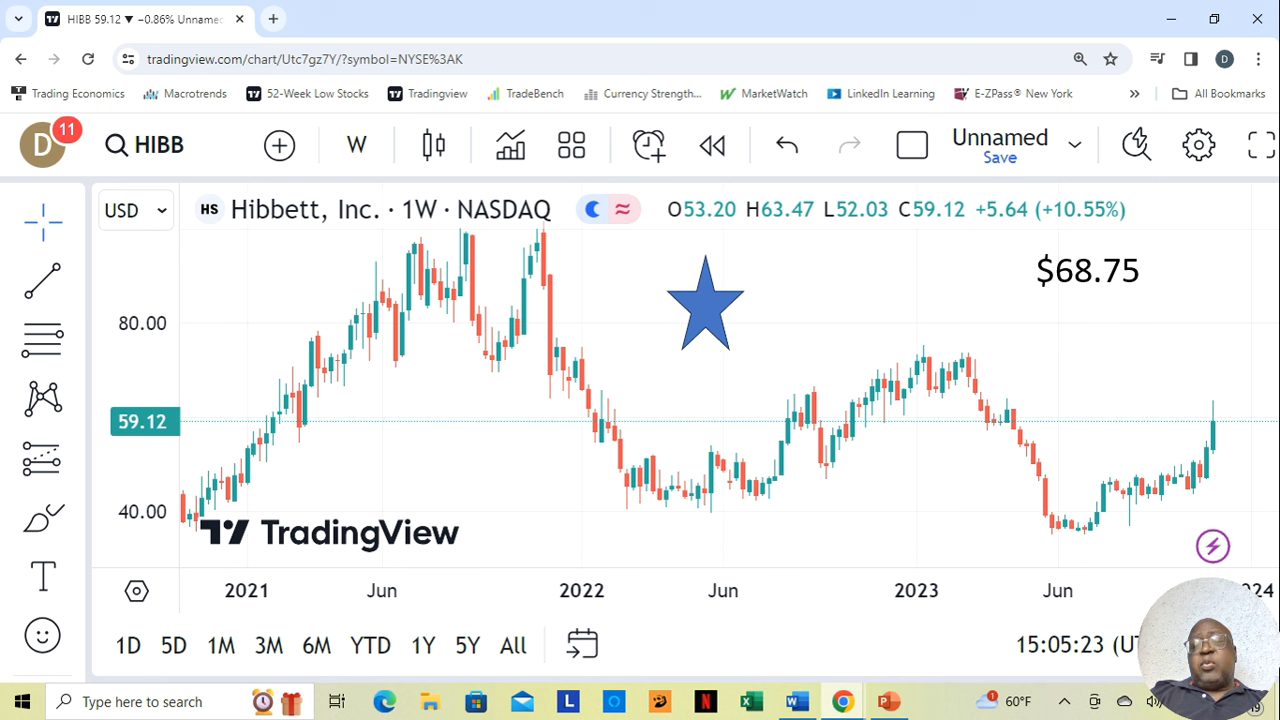 HIBB 59.12 ▼ −0.86% Unname
tradingview.com/chart/Utc7gz7Y/?symbol=NYSE%3AK
D
Trading Economics
Macrotrends
52-Week Low Stocks
Tradingview
TradeBench
Currency Strength...
MarketWatch
LinkedIn Learning
E-ZPass® New York
»
All Bookmarks
D
11
HIBB
W
Unnamed
Save
USD
HS
Hibbett, Inc. · 1W · NASDAQ
O53.20 H63.47 L52.03 C59.12 +5.64 (+10.55%)
$68.75
80.00
59.12
40.00
TradingView
2021
Jun
2022
Jun
2023
Jun
24
1D
5D
1M
3M
6M
YTD
1Y
5Y
All
15:05:23 (U
Type here to search
1
60°F